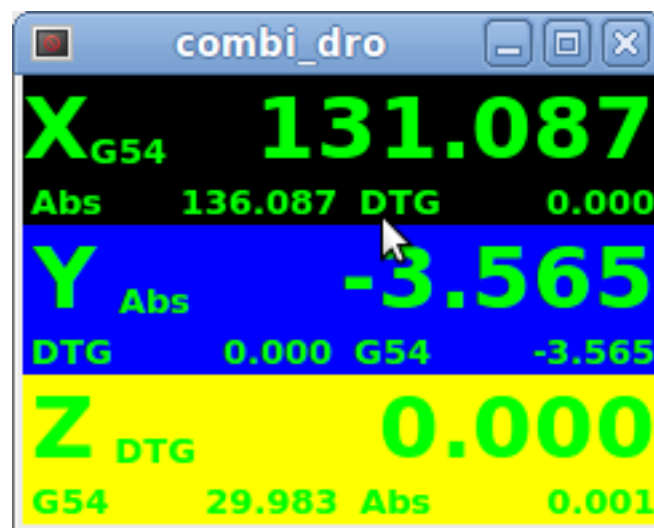 combi_dro
X G54 131.087
Abs 136.087 DTG 0.000
Y Abs -3.565
DTG 0.000 G54 -3.565
Z DTG 0.000
G54 29.983 Abs 0.001